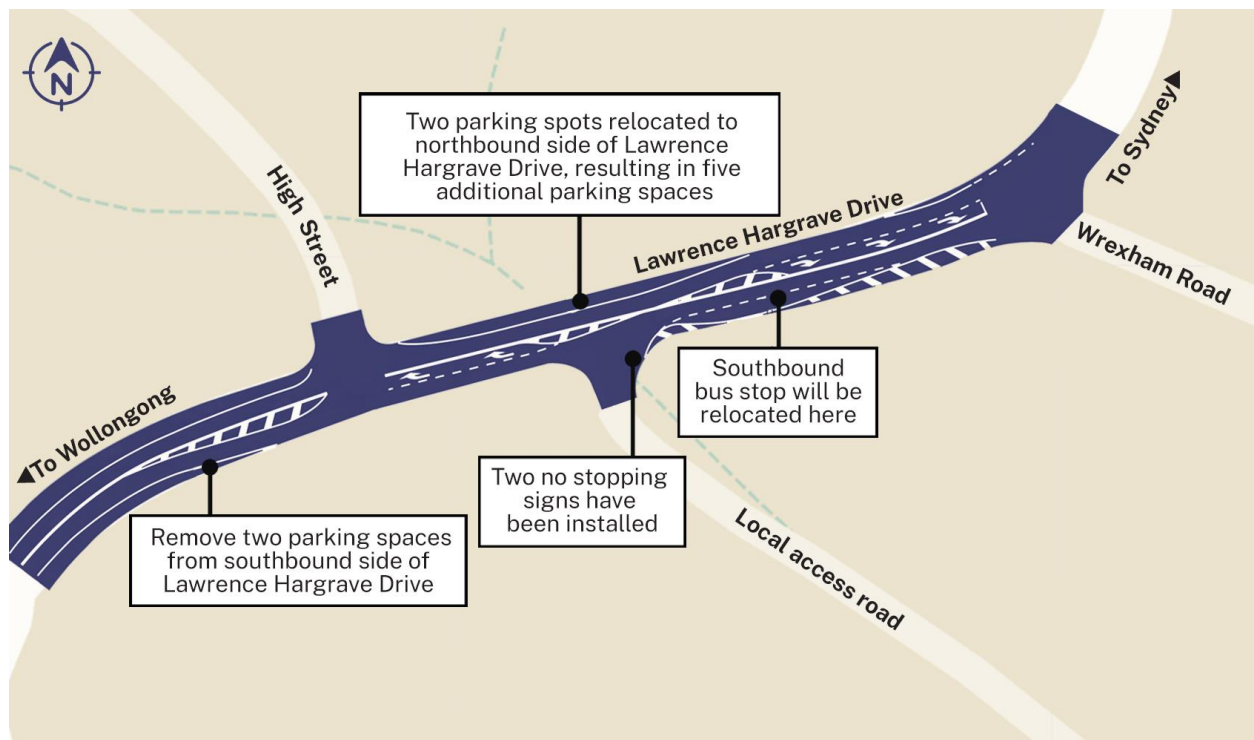 N
Two parking spots relocated to
northbound side of Lawrence
Hargrave Drive, resulting in five
additional parking spaces
To Sydney
High Street
Lawrence Hargrave Drive
Wrexham Road
Southbound
bus stop will be
relocated here
To Wollongong
Two no stopping
signs have
been installed
Remove two parking spaces
from southbound side of
Lawrence Hargrave Drive
Local access road